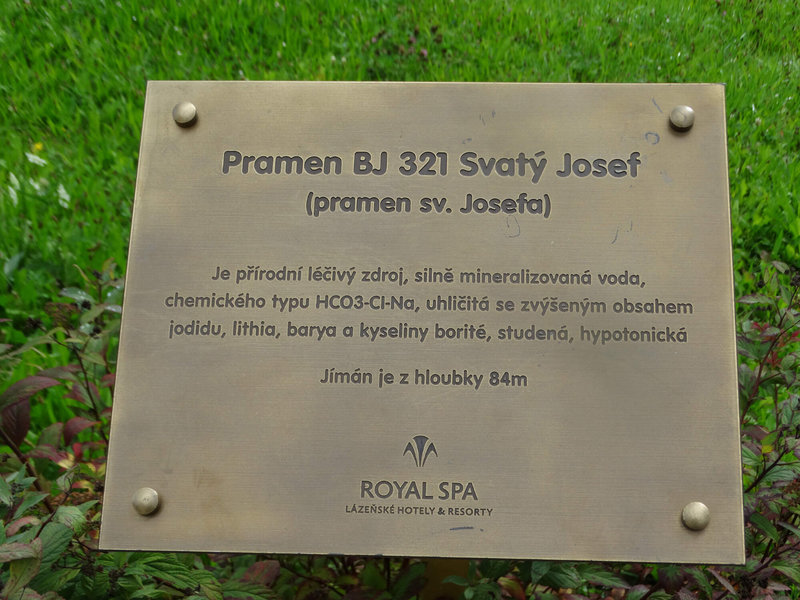 Pramen BJ 321 Svatý Josef
(pramen sv. Josefa)
Je přírodní léčivý zdroj, silně mineralizovaná voda,
chemického typu HCO3-Cl-Na, uhličitá se zvýšeným obsahem
jodidu, lithia, barya a kyseliny borité, studená, hypotonická
Jímán je z hloubky 84m
ROYAL SPA
LÁZEŇSKÉ HOTELY & RESORTY